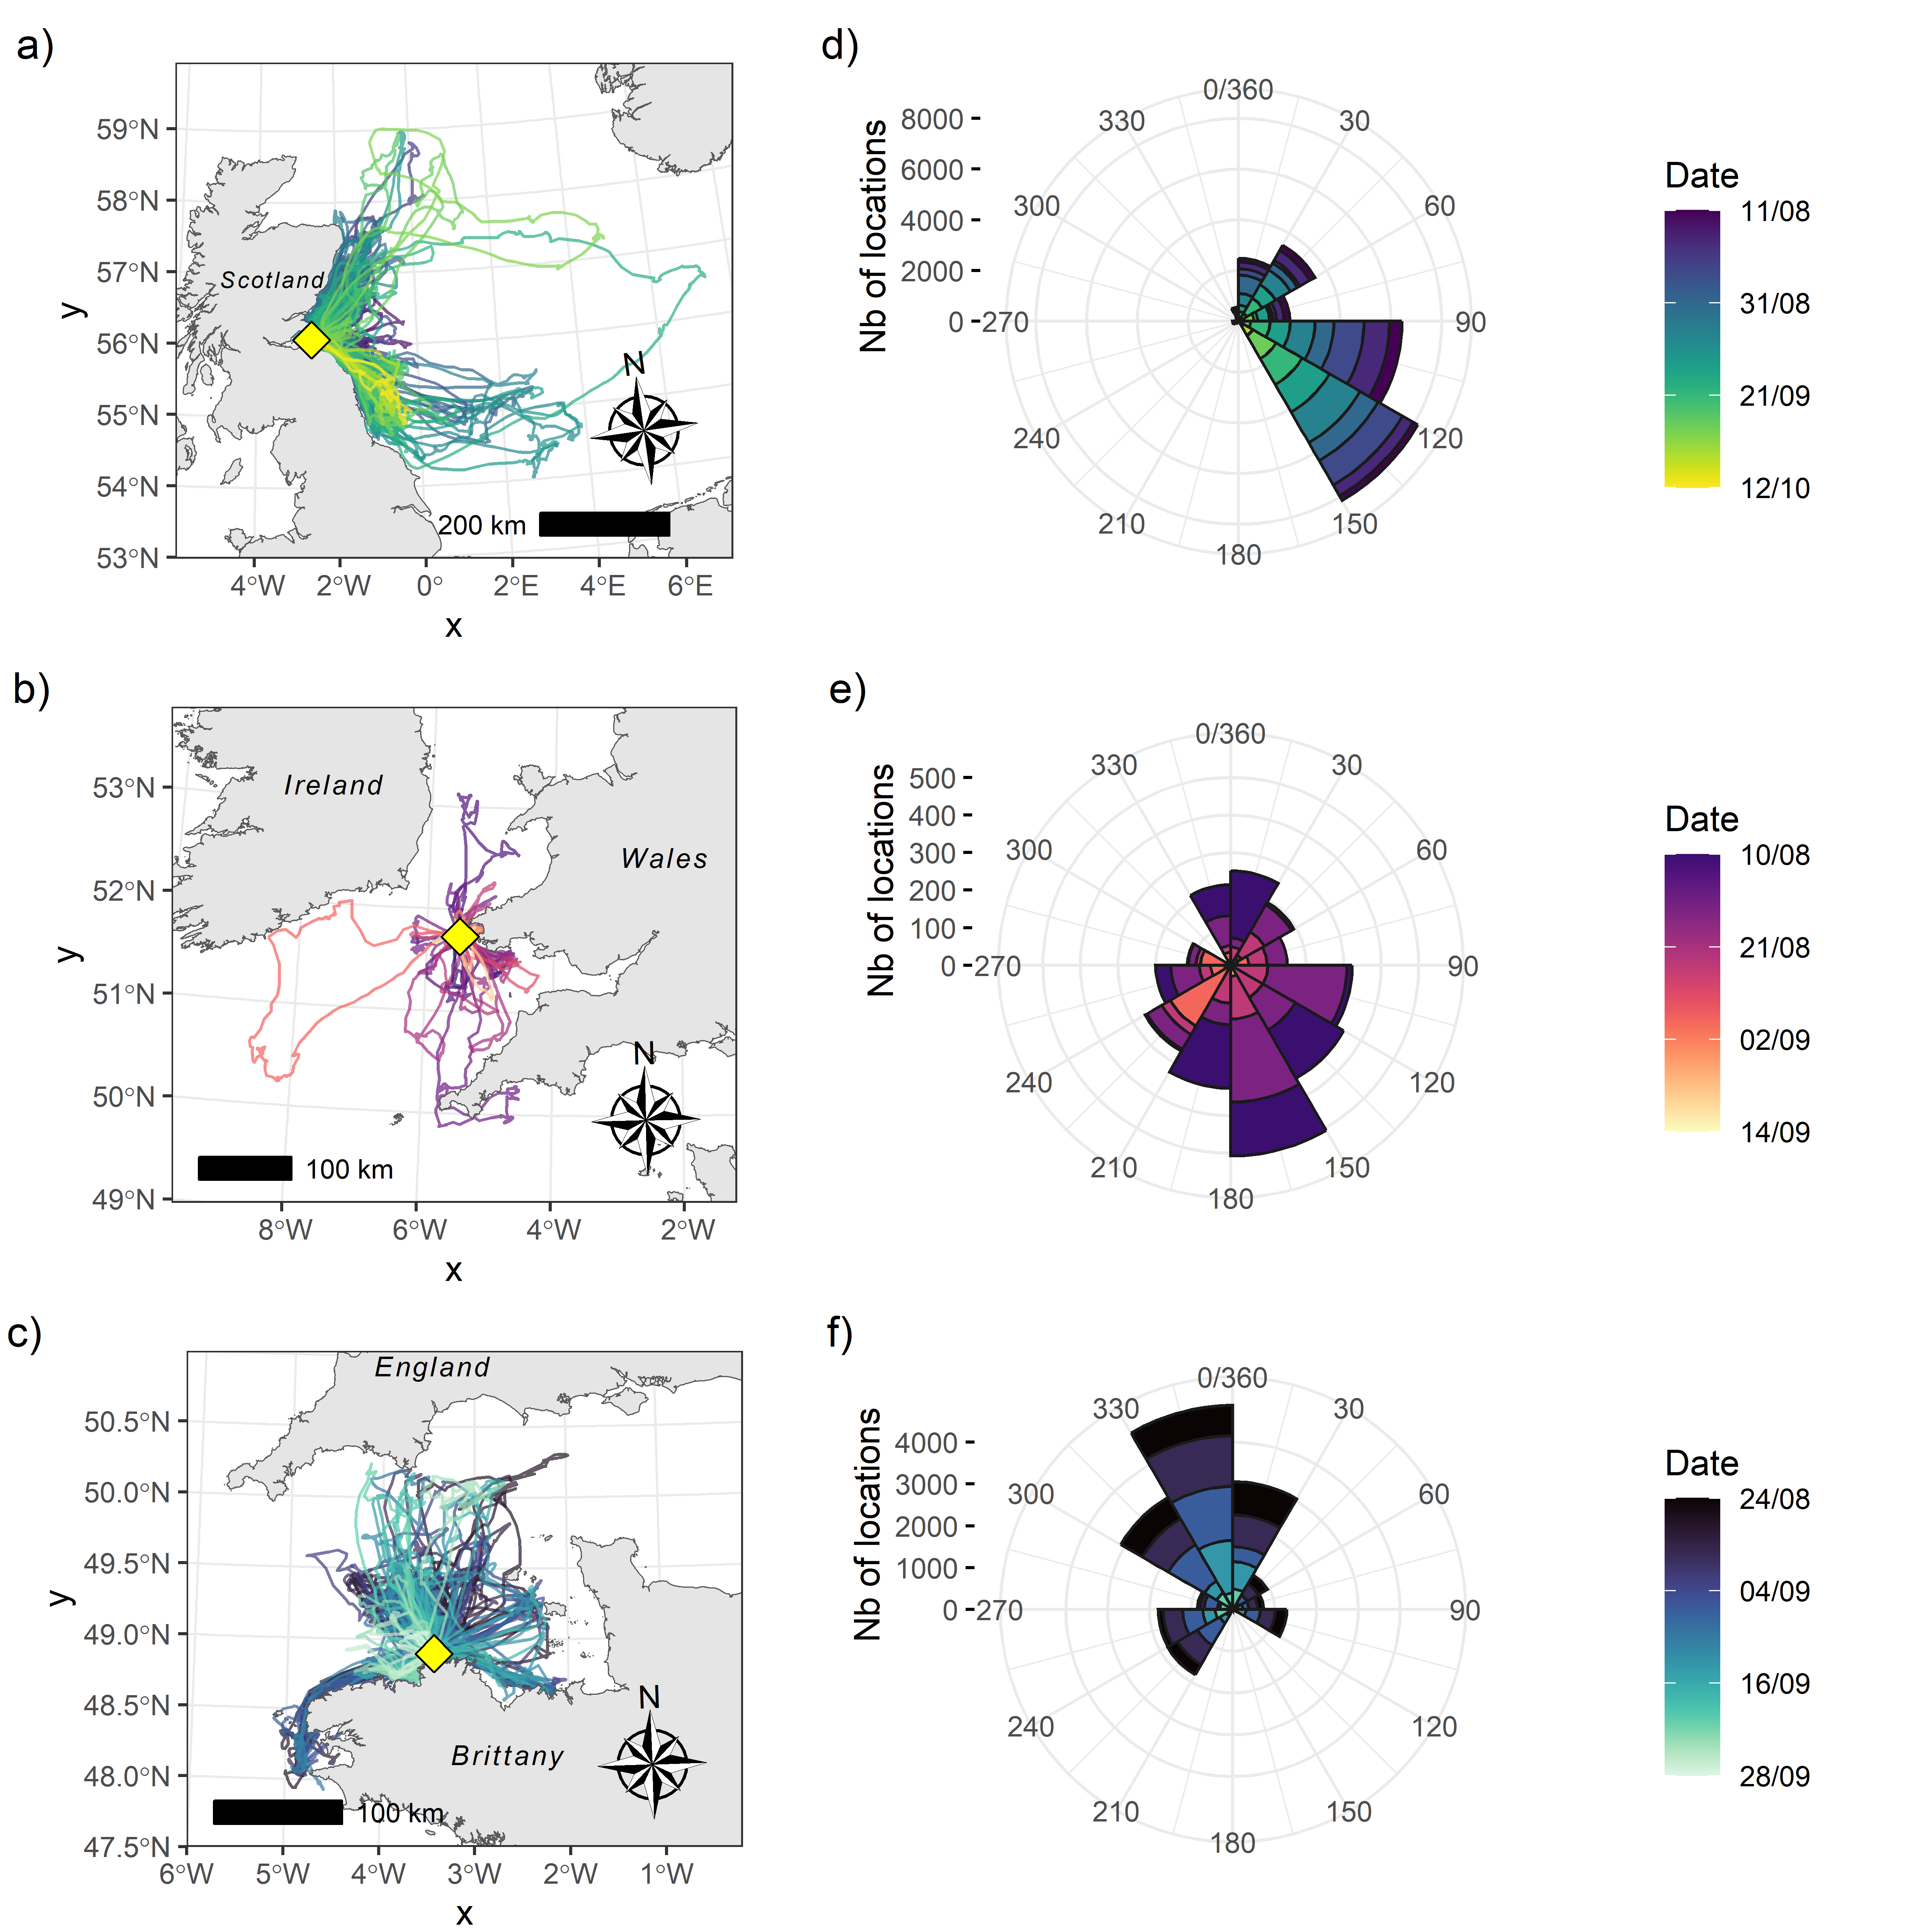 a)
59°N
58°N
57°N
56°N
55°N
54°N
53°N
y
Scotland
N
200 km
4°W 2°W 0° 2°E 4°E 6°E
x
d)
Nb of locations
8000
6000
4000
2000
0
0/360
30
60
90
120
150
180
210
240
270
300
330
Date
11/08
31/08
21/09
12/10
b)
53°N
52°N
51°N
50°N
49°N
y
Ireland
Wales
N
100 km
8°W 6°W 4°W 2°W
x
e)
Nb of locations
500
400
300
200
100
0
0/360
30
60
90
120
150
180
210
240
270
300
330
Date
10/08
21/08
02/09
14/09
c)
50.5°N
50.0°N
49.5°N
49.0°N
48.5°N
48.0°N
47.5°N
y
England
Brittany
N
100 km
6°W 5°W 4°W 3°W 2°W 1°W
x
f)
Nb of locations
4000
3000
2000
1000
0
0/360
30
60
90
120
150
180
210
240
270
300
330
Date
24/08
04/09
16/09
28/09